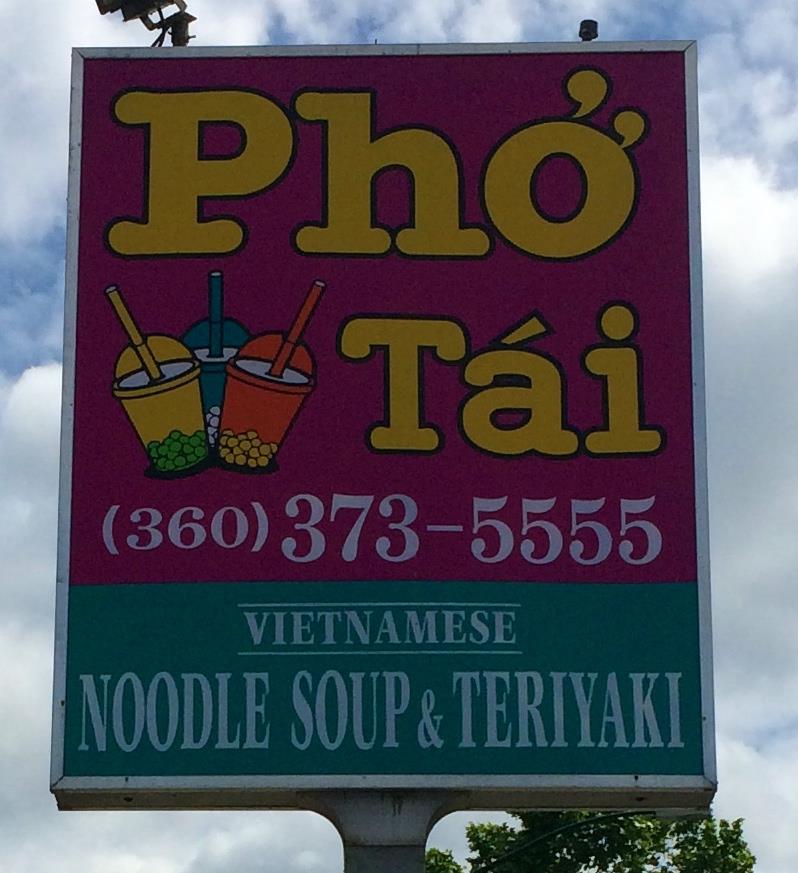 Phở
Tái
(360) 373-5555
VIETNAMESE
NOODLE SOUP & TERIYAKI